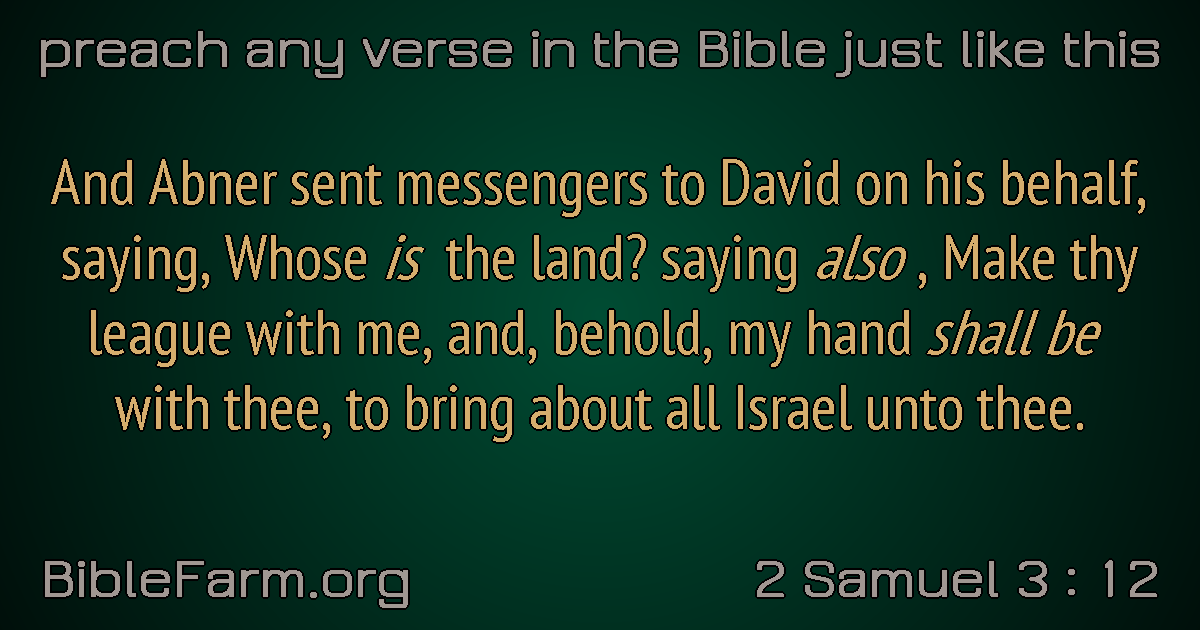 preach any verse in the Bible just like this
And Abner sent messengers to David on his behalf,
saying, Whose is the land? saying also , Make thy
league with me, and, behold, my hand shall be
with thee, to bring about all Israel unto thee.
BibleFarm.org
2 Samuel 3 : 12